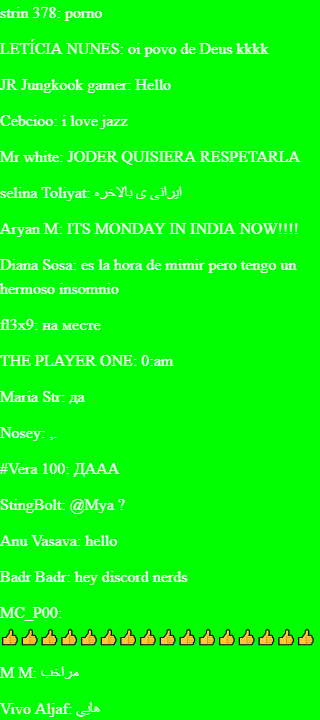 strin 378: porno
LETÍCIA NUNES: oi povo de Deus kkkk
JR Jungkook gamer: Hello
Cebcioo: i love jazz
Mr white: JODER QUISIERA RESPETARLA
selina Toliyat: ایرانی ی بالاخره
Aryan M: ITS MONDAY IN INDIA NOW!!!!
Diana Sosa: es la hora de mimir pero tengo un
hermoso insomnio
fl3x9: на месте
THE PLAYER ONE: 0:am
Maria Str: да
Nosey: ,.
#Vera 100: ДААА
StingBolt: @Mya ?
Anu Vasava: hello
Badr Badr: hey discord nerds
MC_P00:
👍👍👍👍👍👍👍👍👍👍👍👍👍👍👍👍
M M: مراحب
Vivo Aljaf: هايي